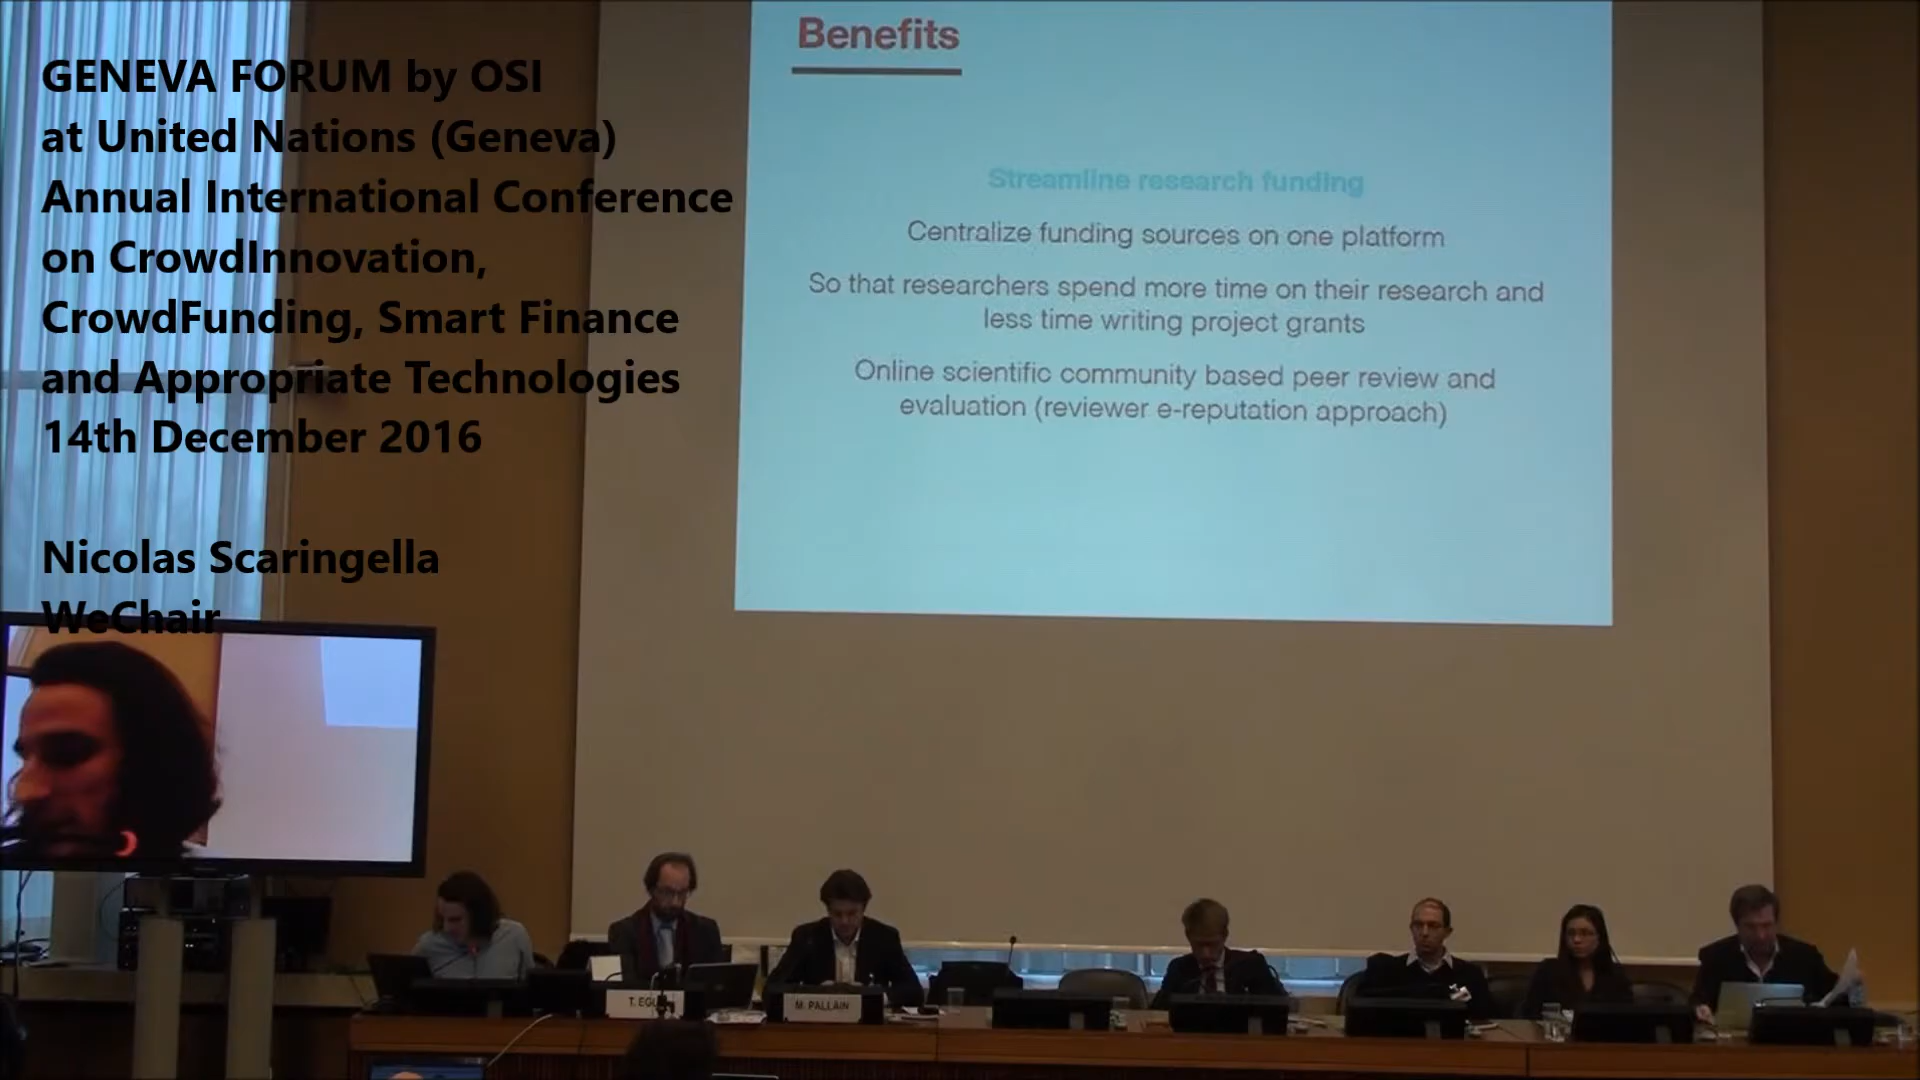 GENEVA FORUM by OSI
at United Nations (Geneva)
Annual International Conference
on CrowdInnovation,
CrowdFunding, Smart Finance
and Appropriate Technologies
14th December 2016
Nicolas Scaringella
WeChair
Benefits
Streamline research funding
Centralize funding sources on one platform
So that researchers spend more time on their research and
less time writing project grants
Online scientific community based peer review and
evaluation (reviewer e-reputation approach)
M. PALLAIN